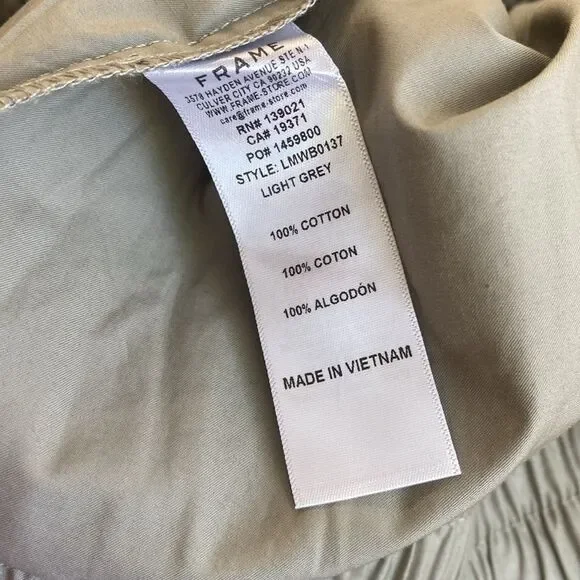 FRAME
3578 HAYDEN AVENUE STE N-1
CULVER CITY CA 90232 USA
WWW.FRAME-STORE.COM
care@frame-store.com
RN# 139021
CA# 19371
PO# 1459800
STYLE: LMWB0137
LIGHT GREY
100% COTTON
100% COTON
100% ALGODÓN
MADE IN VIETNAM